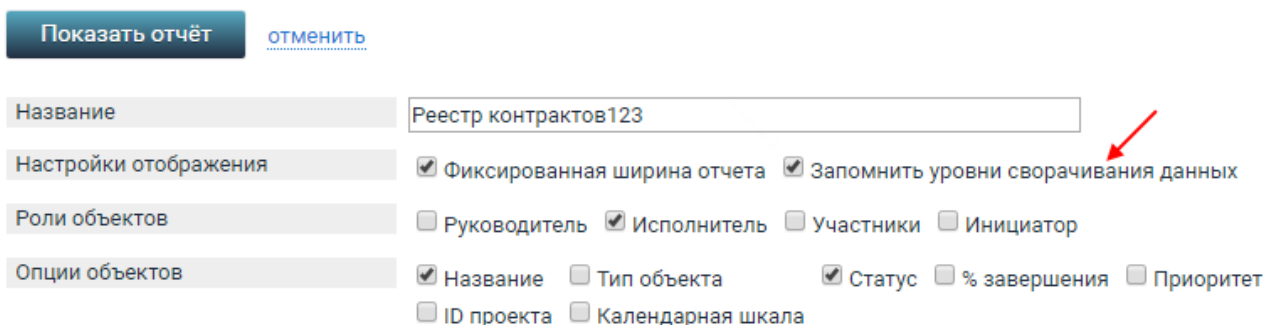 Показать отчёт отменить
Название Реестр контрактов123
Настройки отображения Фиксированная ширина отчета Запомнить уровни сворачивания данных
Роли объектов Руководитель Исполнитель Участники Инициатор
Опции объектов Название Тип объекта Статус % завершения Приоритет
ID проекта Календарная шкала